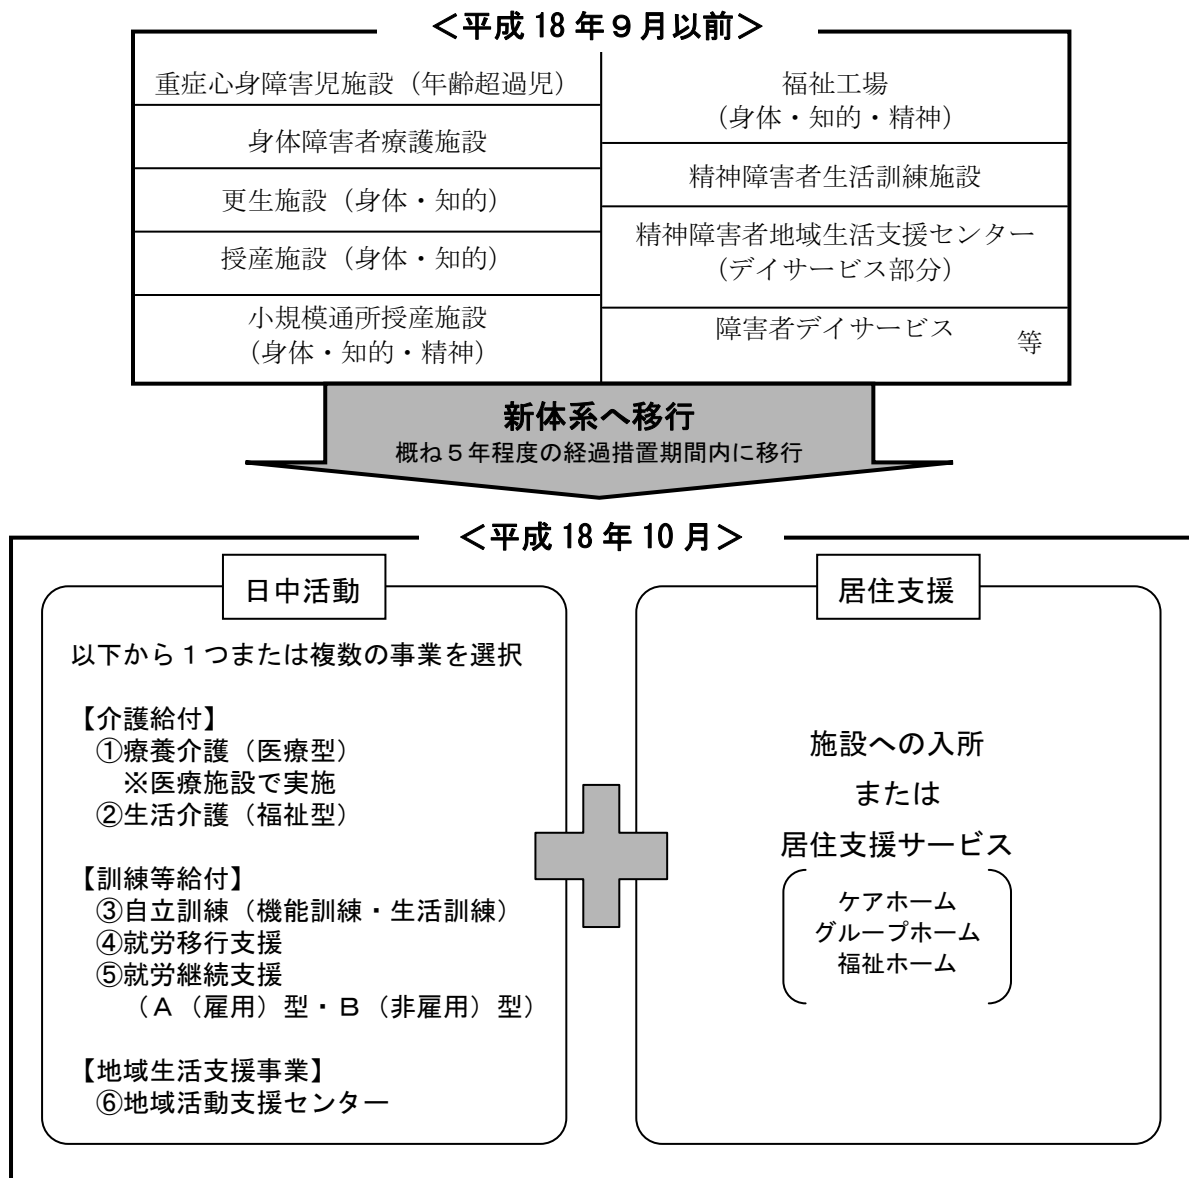 ＜平成 18 年９月以前＞
重症心身障害児施設（年齢超過児）
身体障害者療護施設
更生施設（身体・知的）
授産施設（身体・知的）
小規模通所授産施設
（身体・知的・精神）
福祉工場
（身体・知的・精神）
精神障害者生活訓練施設
精神障害者地域生活支援センター
（デイサービス部分）
障害者デイサービス
等
新体系へ移行
概ね５年程度の経過措置期間内に移行
＜平成 18 年 10 月＞
日中活動
以下から１つまたは複数の事業を選択
【介護給付】
①療養介護（医療型）
※医療施設で実施
②生活介護（福祉型）
【訓練等給付】
③自立訓練（機能訓練・生活訓練）
④就労移行支援
⑤就労継続支援
（Ａ（雇用）型・Ｂ（非雇用）型）
【地域生活支援事業】
⑥地域活動支援センター
居住支援
施設への入所
または
居住支援サービス
ケアホーム
グループホーム
福祉ホーム